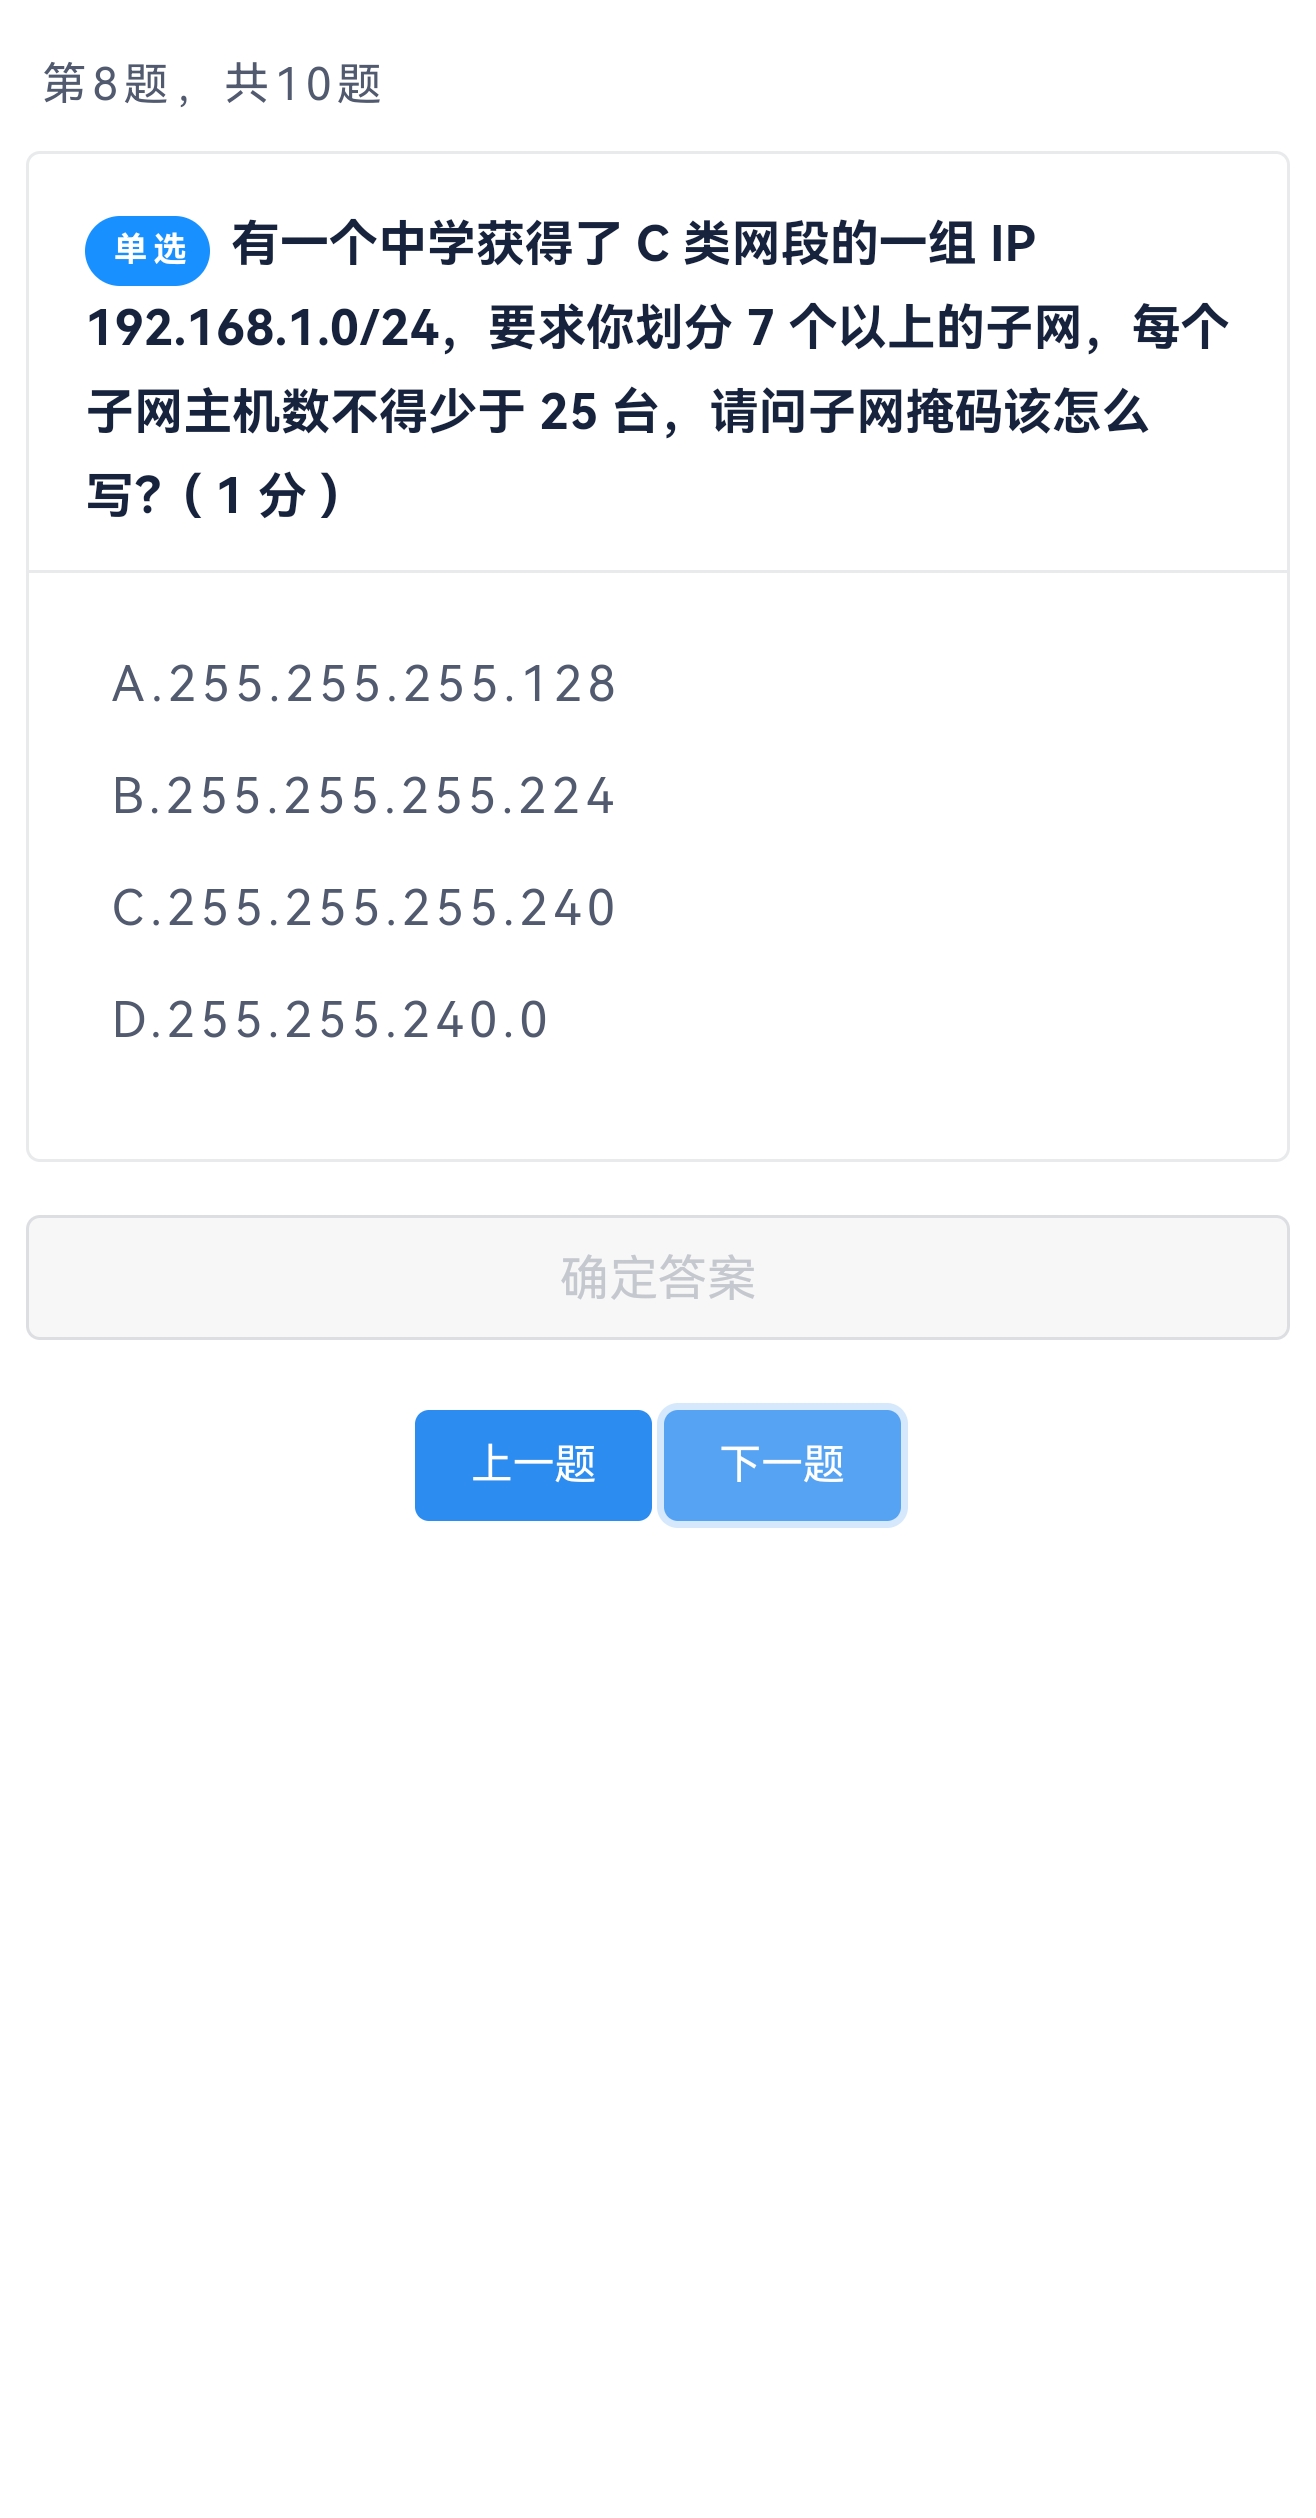 第8题，共10题
单选 有一个中学获得了 C 类网段的一组 IP
192.168.1.0/24，要求你划分 7 个以上的子网，每个
子网主机数不得少于 25 台，请问子网掩码该怎么
写？( 1 分 )
A.255.255.255.128
B.255.255.255.224
C.255.255.255.240
D.255.255.240.0
确定答案
上一题 下一题